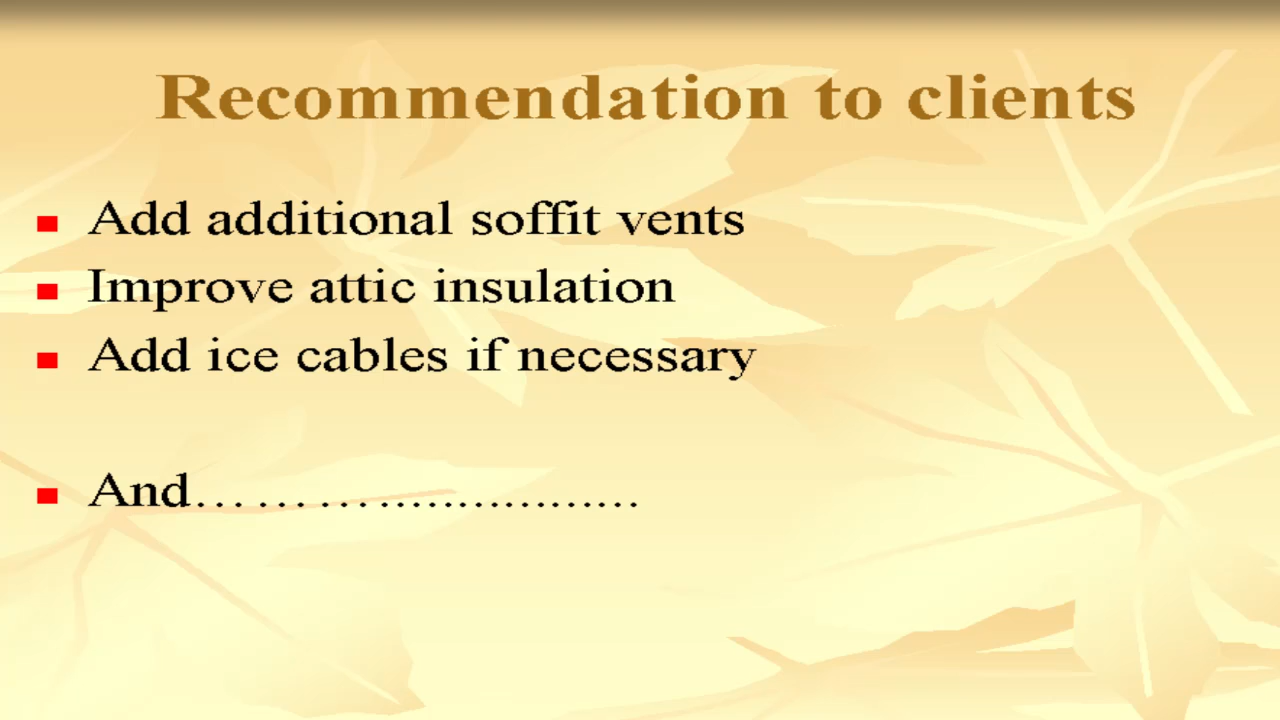 Recommendation to clients
Add additional soffit vents
Improve attic insulation
Add ice cables if necessary
And………..................